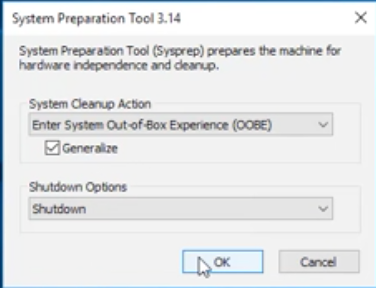 System Preparation Tool 3.14
System Preparation Tool (Sysprep) prepares the machine for
hardware independence and cleanup.
System Cleanup Action
Enter System Out-of-Box Experience (OOBE)
Generalize
Shutdown Options
Shutdown
OK
Cancel